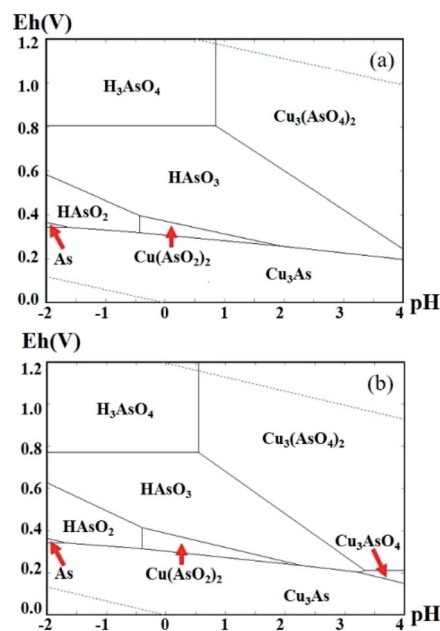 Eh(V)
1.2
(a)
H₃AsO₄
1.0
Cu₃(AsO₄)₂
0.8
0.6
HAsO₃
0.4
HAsO₂
0.2
As
Cu(AsO₂)₂
Cu₃As
0.0
-2 -1 0 1 2 3 4 pH
Eh(V)
1.2
(b)
H₃AsO₄
1.0
Cu₃(AsO₄)₂
0.8
0.6
HAsO₃
0.4
HAsO₂
Cu₃AsO₄
0.2
As
Cu(AsO₂)₂
Cu₃As
0.0
-2 -1 0 1 2 3 4 pH